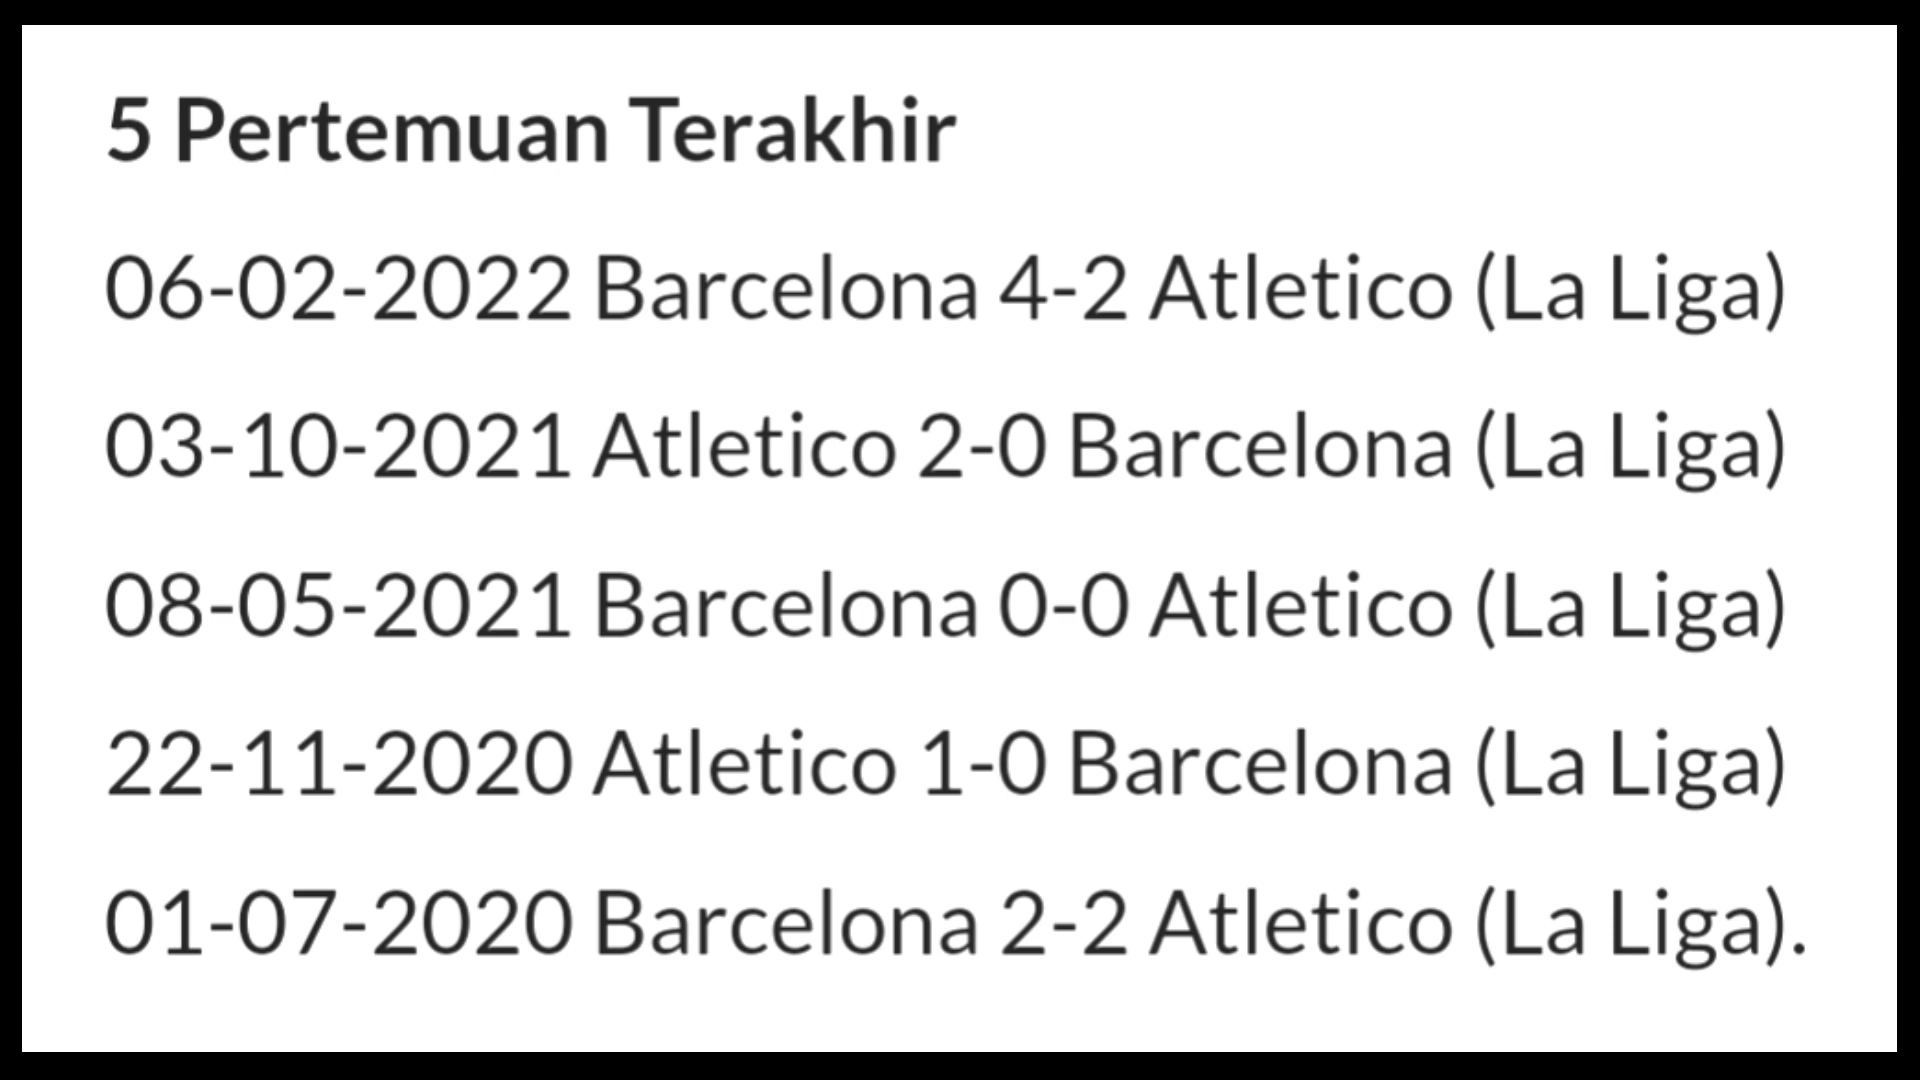 5 Pertemuan Terakhir
06-02-2022 Barcelona 4-2 Atletico (La Liga)
03-10-2021 Atletico 2-0 Barcelona (La Liga)
08-05-2021 Barcelona 0-0 Atletico (La Liga)
22-11-2020 Atletico 1-0 Barcelona (La Liga)
01-07-2020 Barcelona 2-2 Atletico (La Liga).